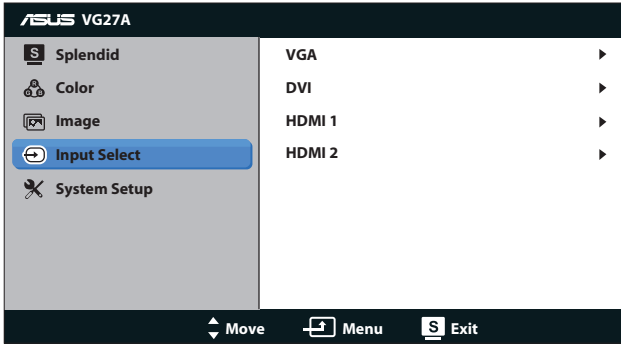 ASUS VG27A
S Splendid
Color
Image
Input Select
System Setup
VGA
DVI
HDMI 1
HDMI 2
Move Menu S Exit